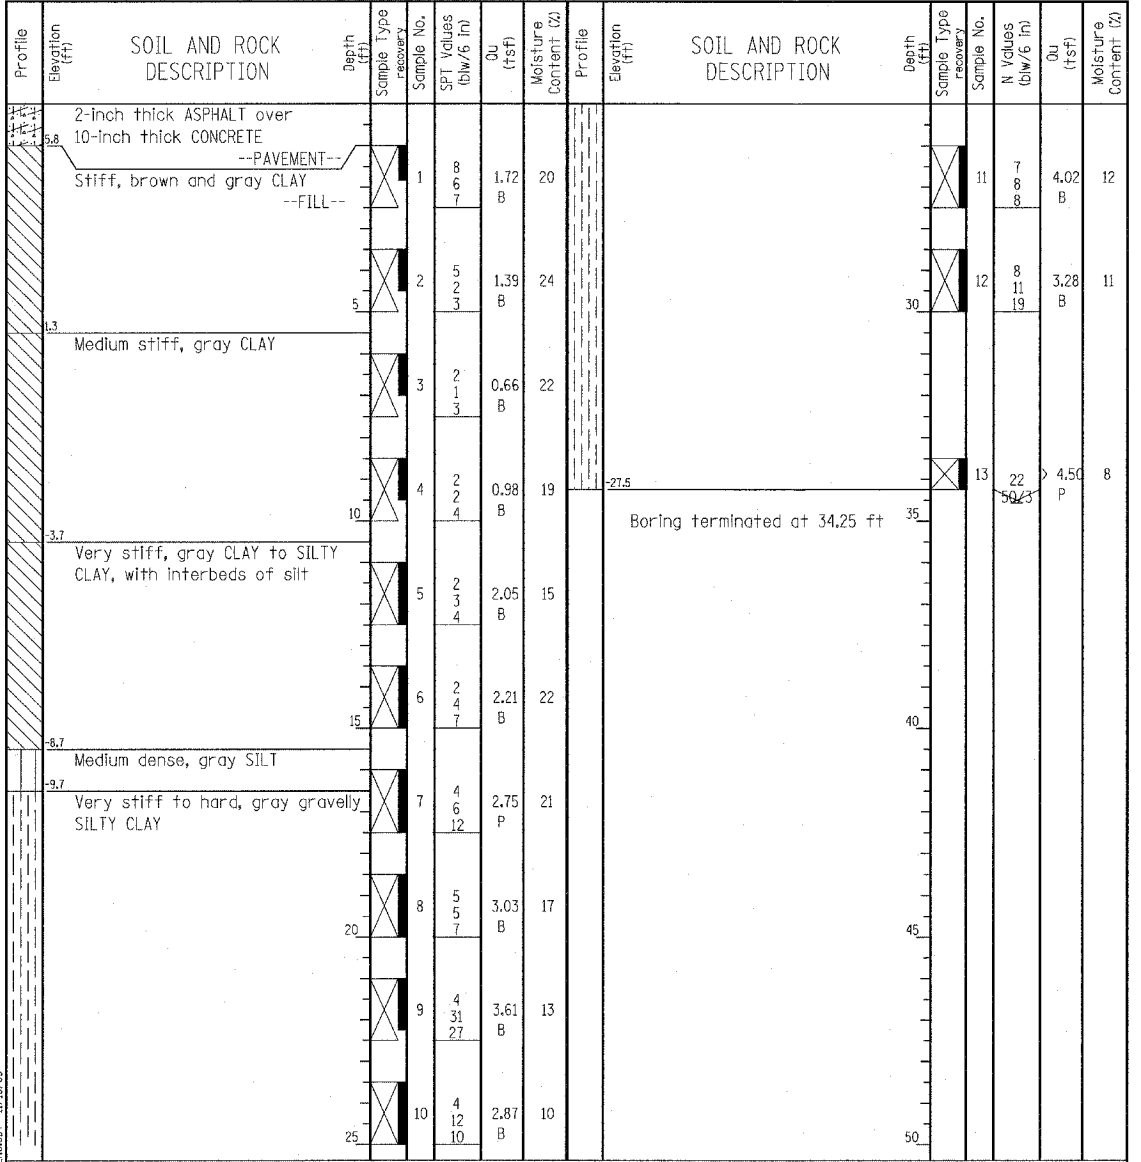 Profile
Elevation (ft)
SOIL AND ROCK
DESCRIPTION
Depth (ft)
Sample Type
recovery
Sample No.
SPT Values
(blw/6 in)
Qu
(tsf)
Moisture
Content (%)
2-inch thick ASPHALT over
5.8 10-inch thick CONCRETE
--PAVEMENT--
Stiff, brown and gray CLAY
--FILL--
1 8 6 7 1.72 B 20
2 5 2 3 1.39 B 24
5
1.3
Medium stiff, gray CLAY
3 2 1 3 0.66 B 22
4 2 2 4 0.98 B 19
10
-3.7
Very stiff, gray CLAY to SILTY
CLAY, with interbeds of silt
5 2 3 4 2.05 B 15
6 2 4 7 2.21 B 22
15
-8.7
Medium dense, gray SILT
-9.7
Very stiff to hard, gray gravelly
SILTY CLAY
7 4 6 12 2.75 P 21
8 5 5 7 3.03 B 17
20
9 4 31 27 3.61 B 13
10 4 12 10 2.87 B 10
25
Profile
Elevation (ft)
SOIL AND ROCK
DESCRIPTION
Depth (ft)
Sample Type
recovery
Sample No.
N Values
(blw/6 in)
Qu
(tsf)
Moisture
Content (%)
11 7 8 8 4.02 B 12
12 8 11 19 3.28 B 11
30
13 22 50/3 > 4.50 P 8
-27.5
Boring terminated at 34.25 ft
35
40
45
50